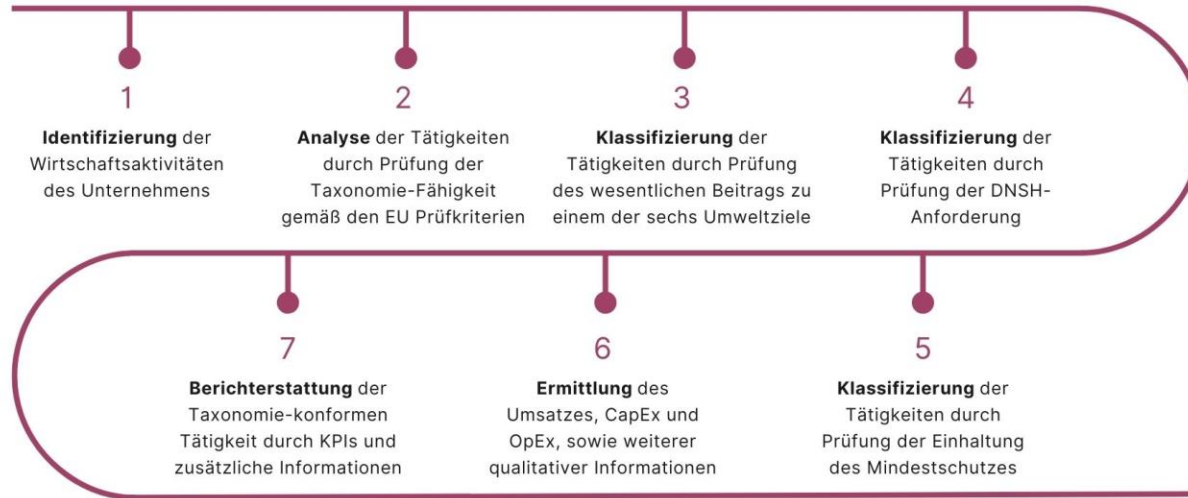 1
Identifizierung der
Wirtschaftsaktivitäten
des Unternehmens
2
Analyse der Tätigkeiten
durch Prüfung der
Taxonomie-Fähigkeit
gemäß den EU Prüfkriterien
3
Klassifizierung der
Tätigkeiten durch Prüfung
des wesentlichen Beitrags zu
einem der sechs Umweltziele
4
Klassifizierung der
Tätigkeiten durch
Prüfung der DNSH-
Anforderung
5
Klassifizierung der
Tätigkeiten durch
Prüfung der Einhaltung
des Mindestschutzes
6
Ermittlung des
Umsatzes, CapEx und
OpEx, sowie weiterer
qualitativer Informationen
7
Berichterstattung der
Taxonomie-konformen
Tätigkeit durch KPIs und
zusätzliche Informationen